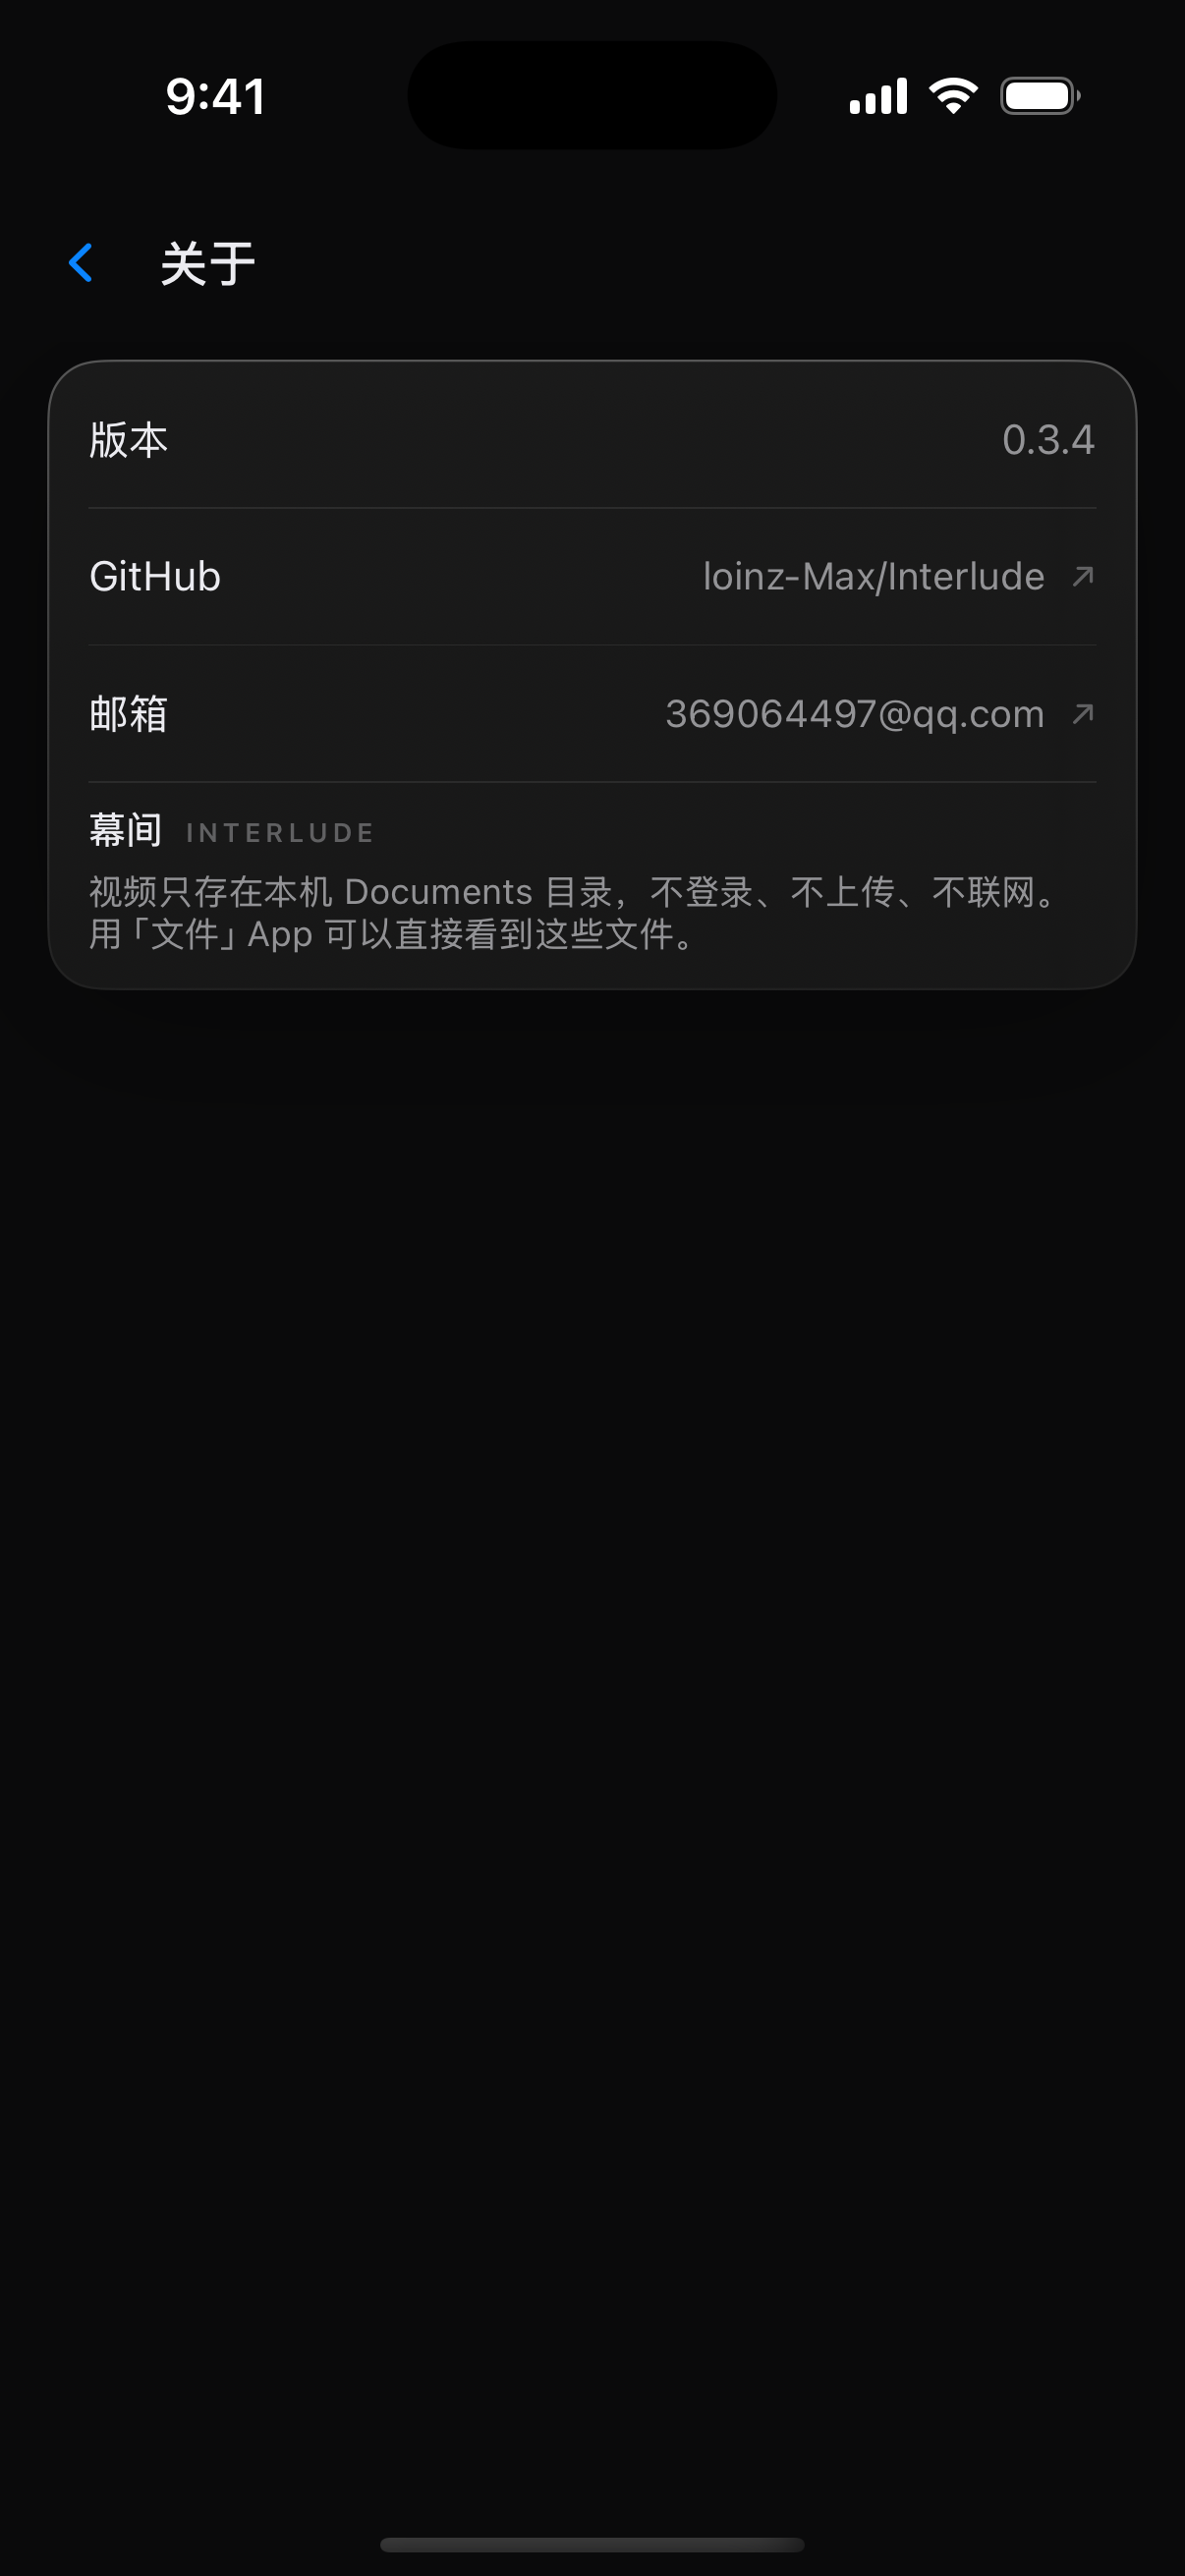 9:41
关于
版本 0.3.4
GitHub loinz-Max/Interlude
邮箱 369064497@qq.com
幕间 INTERLUDE
视频只存在本机 Documents 目录，不登录、不上传、不联网。
用「文件」App 可以直接看到这些文件。